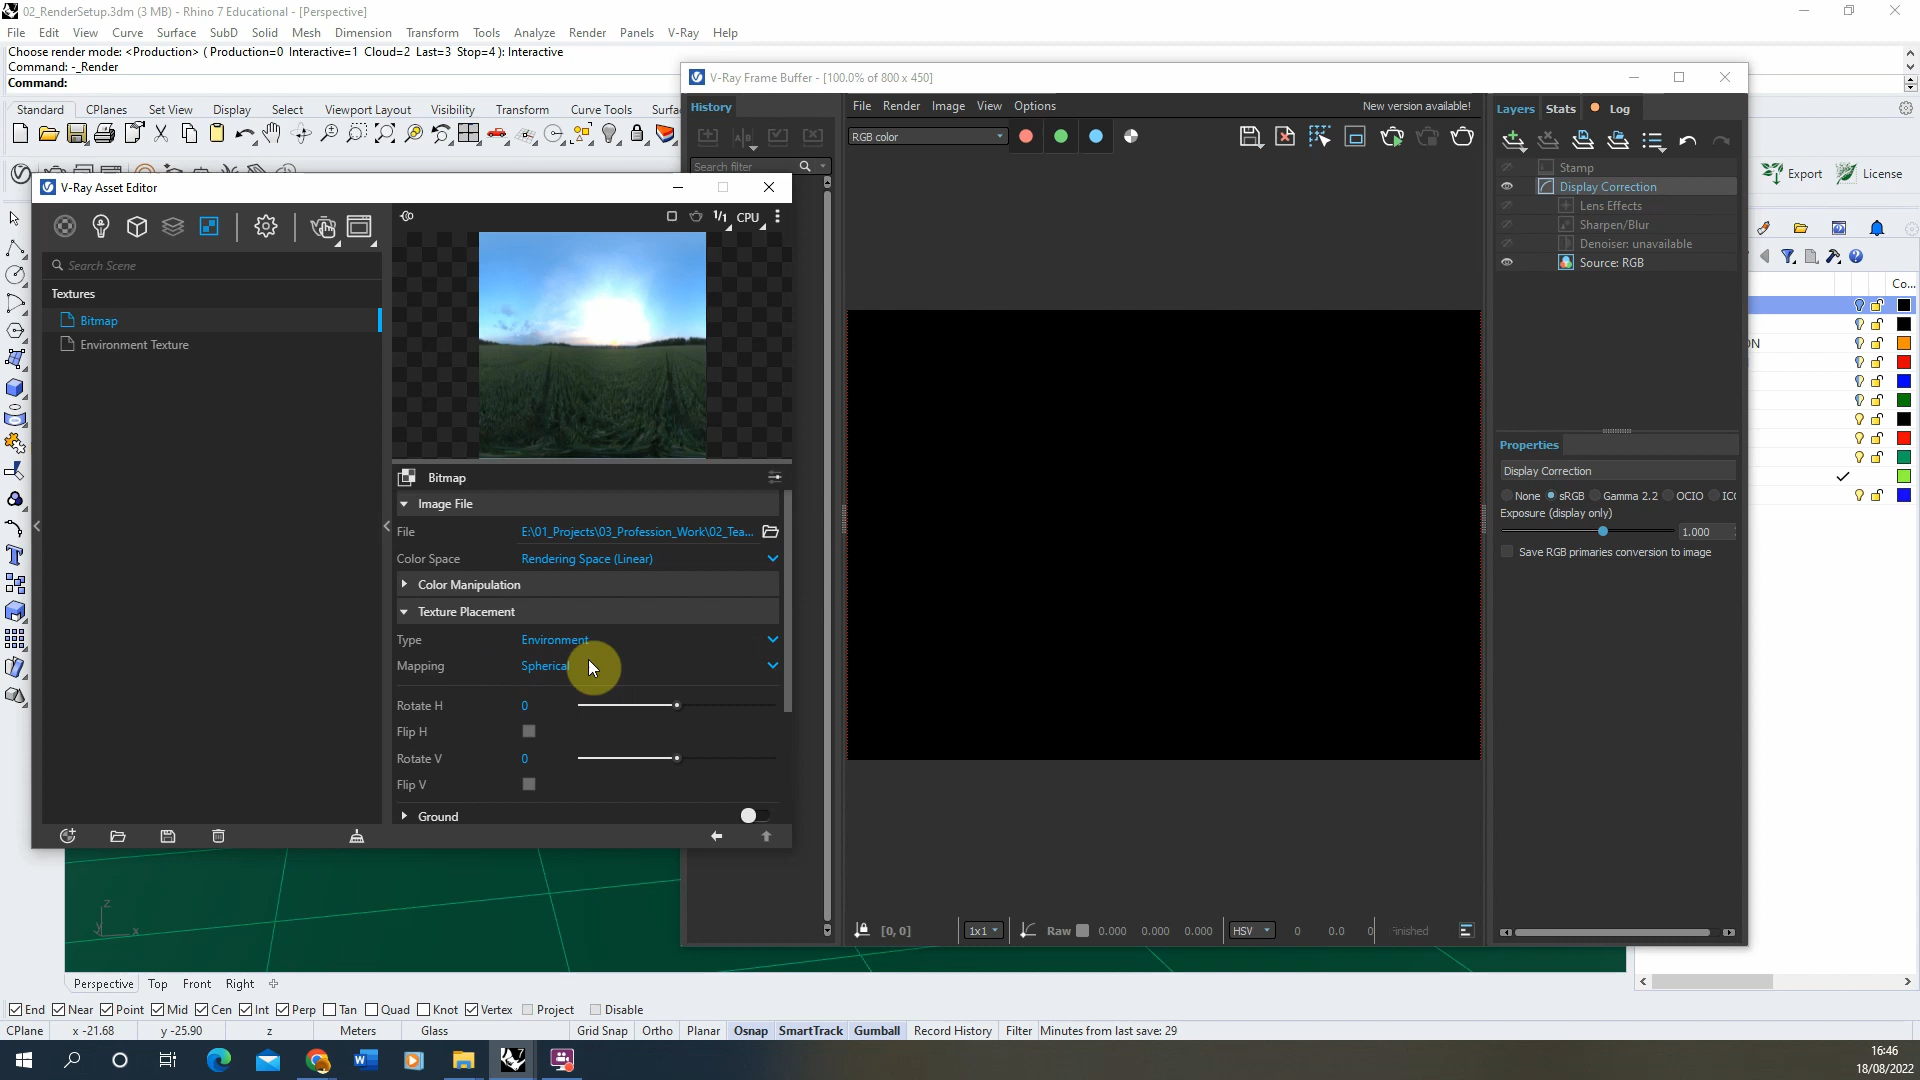 02_RenderSetup.3dm (3 MB) - Rhino 7 Educational - [Perspective]
File Edit View Curve Surface SubD Solid Mesh Dimension Transform Tools Analyze Render Panels V-Ray Help
Choose render mode: <Production> ( Production=0 Interactive=1 Cloud=2 Last=3 Stop=4 ): Interactive
Command: -_Render
Command:
Standard CPlanes Set View Display Select Viewport Layout Visibility Transform Curve Tools
V-Ray Frame Buffer - [100.0% of 800 x 450]
History
File Render Image View Options
New version available!
RGB color
Search filter
Layers Stats Log
Stamp
Display Correction
Lens Effects
Sharpen/Blur
Denoiser: unavailable
Source: RGB
Properties
Display Correction
None sRGB Gamma 2.2 OCIO
Exposure (display only)
1.000
Save RGB primaries conversion to image
Export License
Co...
V-Ray Asset Editor
1/1 CPU
Search Scene
Textures
Bitmap
Environment Texture
Bitmap
Image File
File E:\01_Projects\03_Profession_Work\02_Tea...
Color Space Rendering Space (Linear)
Color Manipulation
Texture Placement
Type Environment
Mapping Spherical
Rotate H 0
Flip H
Rotate V 0
Flip V
Ground
[0, 0] 1x1 Raw 0.000 0.000 0.000 HSV 0 0.0 0 Finished
z
y
x
Perspective Top Front Right
End Near Point Mid Cen Int Perp Tan Quad Knot Vertex Project Disable
CPlane x -21.68 y -25.90 z Meters Glass Grid Snap Ortho Planar Osnap SmartTrack Gumball Record History Filter Minutes from last save: 29
16:46
18/08/2022